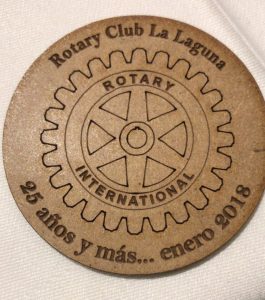 Rotary Club La Laguna
ROTARY
INTERNATIONAL
25 años y más... enero 2018